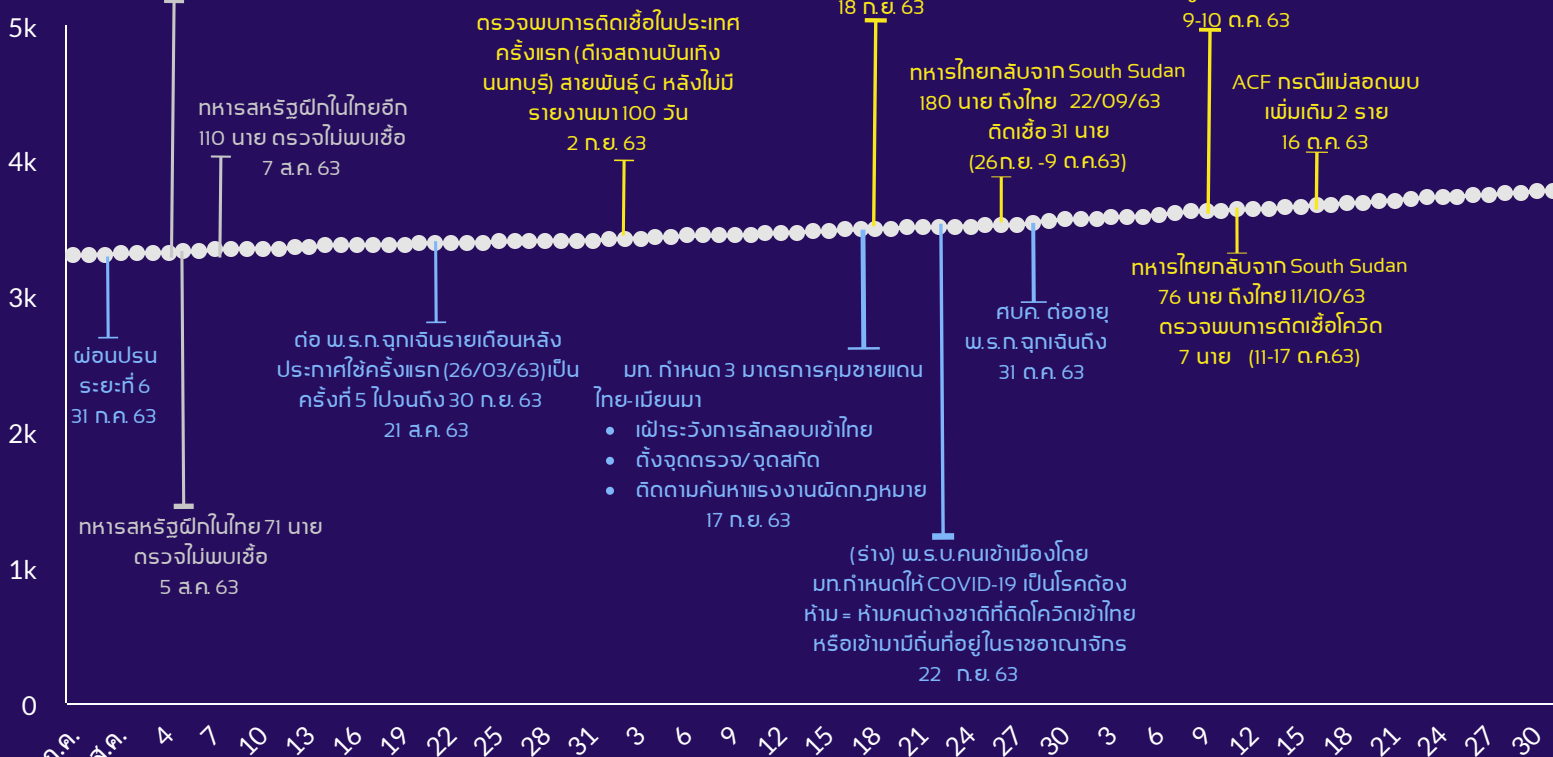 5k
4k
3k
2k
1k
0
18 ก.ย. 63
9-10 ต.ค. 63
ทหารสหรัฐฝึกในไทยอีก
110 นาย ตรวจไม่พบเชื้อ
7 ส.ค. 63
ตรวจพบการติดเชื้อในประเทศ
ครั้งแรก (ดีเจสถานบันเทิง
นนทบุรี) สายพันธุ์ G หลังไม่มี
รายงานมา 100 วัน
2 ก.ย. 63
ทหารไทยกลับจาก South Sudan
180 นาย ถึงไทย 22/09/63
ติดเชื้อ 31 นาย
(26 ก.ย. -9 ต.ค.63)
ACF กรณีแม่สอดพบ
เพิ่มเติม 2 ราย
16 ต.ค. 63
ผ่อนปรน
ระยะที่ 6
31 ก.ค. 63
ทหารสหรัฐฝึกในไทย 71 นาย
ตรวจไม่พบเชื้อ
5 ส.ค. 63
ต่อ พ.ร.ก.ฉุกเฉินรายเดือนหลัง
ประกาศใช้ครั้งแรก (26/03/63)เป็น
ครั้งที่ 5 ไปจนถึง 30 ก.ย. 63
21 ส.ค. 63
มท. กำหนด 3 มาตรการคุมชายแดน
ไทย-เมียนมา
• เฝ้าระวังการลักลอบเข้าไทย
• ตั้งจุดตรวจ/จุดสกัด
• ติดตามค้นหาแรงงานผิดกฎหมาย
17 ก.ย. 63
(ร่าง) พ.ร.บ.คนเข้าเมืองโดย
มท.กำหนดให้ COVID-19 เป็นโรคต้อง
ห้าม = ห้ามคนต่างชาติที่ติดโควิดเข้าไทย
หรือเข้ามามีถิ่นที่อยู่ในราชอาณาจักร
22 ก.ย. 63
ศบค. ต่ออายุ
พ.ร.ก.ฉุกเฉินถึง
31 ต.ค. 63
ทหารไทยกลับจาก South Sudan
76 นาย ถึงไทย 11/10/63
ตรวจพบการติดเชื้อโควิด
7 นาย (11-17 ต.ค.63)
ก.ค. ส.ค. 4 7 10 13 16 19 22 25 28 31 3 6 9 12 15 18 21 24 27 30 3 6 9 12 15 18 21 24 27 30